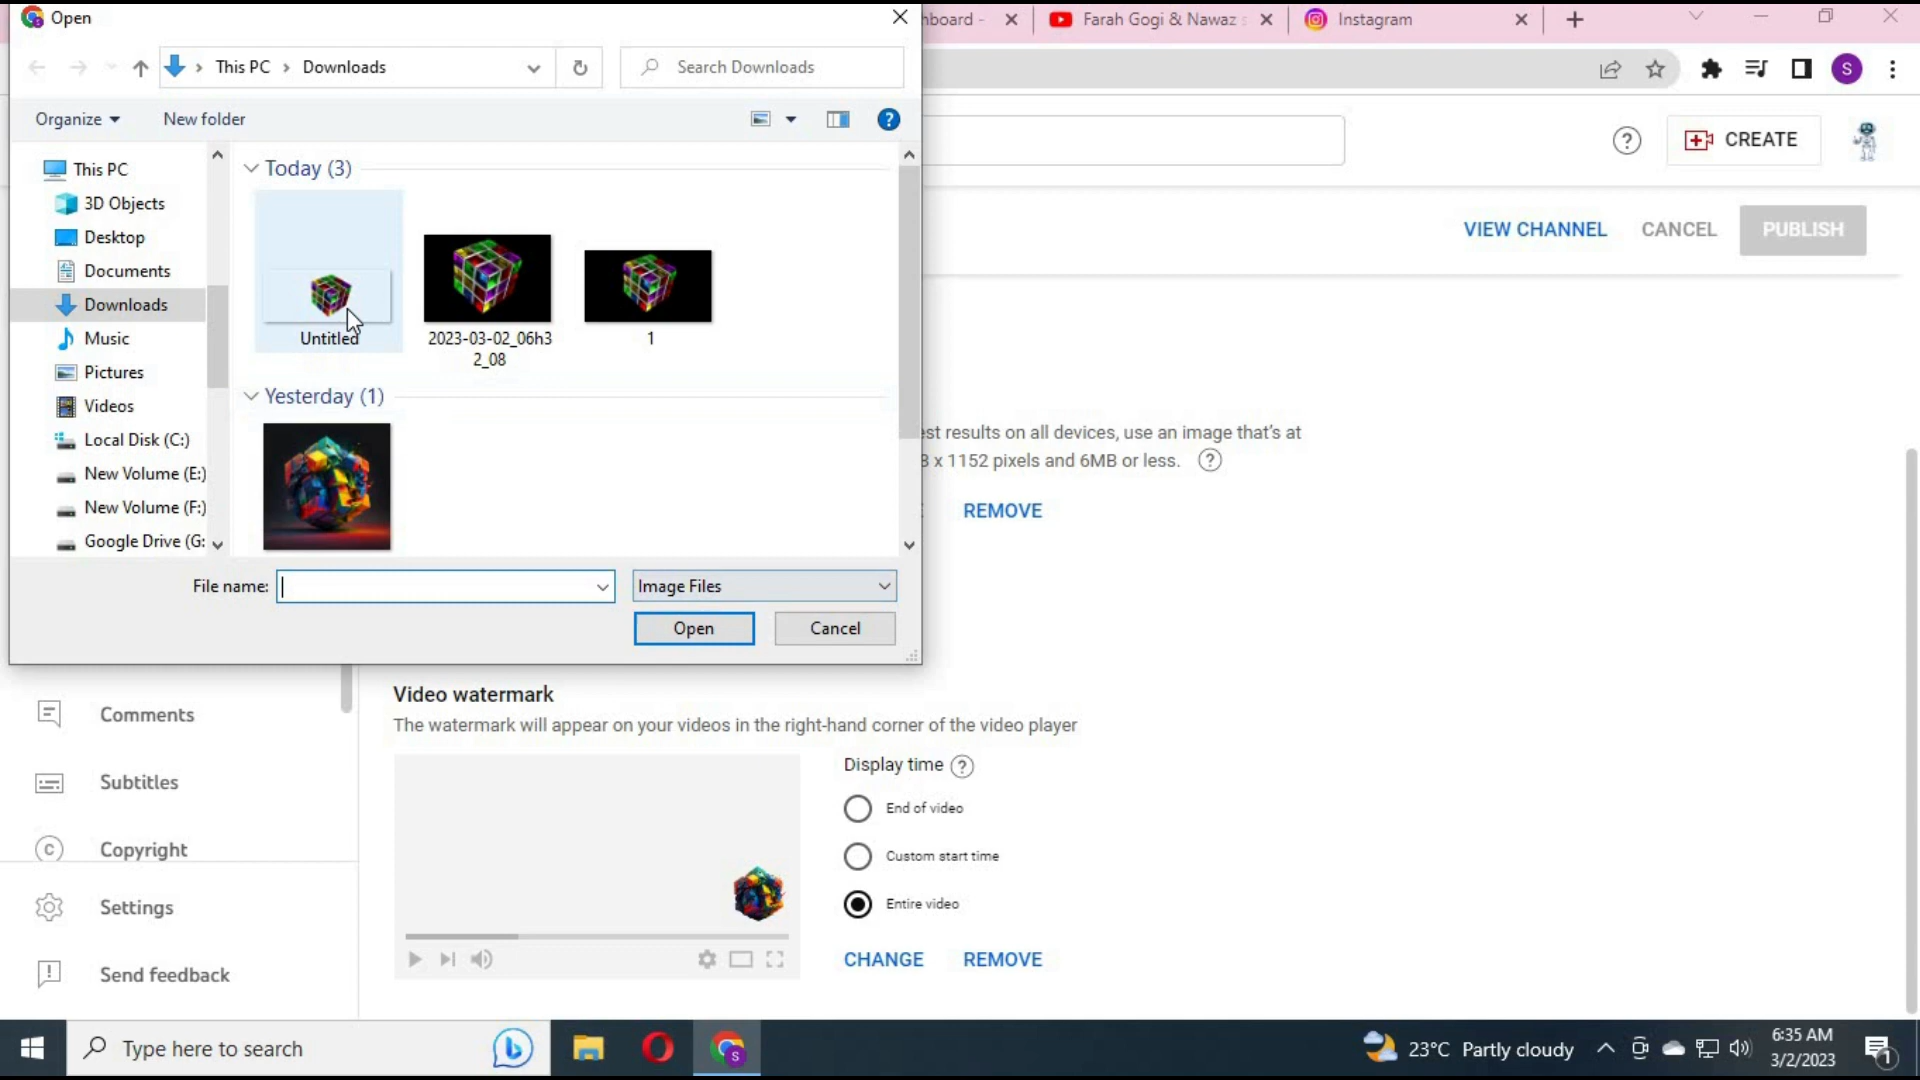 Open
hboard -
Farah Gogi & Nawaz
Instagram
This PC
Downloads
Search Downloads
S
Organize
New folder
?
CREATE
This PC
3D Objects
Desktop
Documents
Downloads
Music
Pictures
Videos
Local Disk (C:)
New Volume (E:)
New Volume (F:)
Google Drive (G:
Today (3)
Untitled
2023-03-02_06h3
2_08
1
Yesterday (1)
VIEW CHANNEL
CANCEL
PUBLISH
est results on all devices, use an image that's at
x 1152 pixels and 6MB or less.
REMOVE
File name:
Image Files
Open
Cancel
Comments
Subtitles
Copyright
Settings
Send feedback
Video watermark
The watermark will appear on your videos in the right-hand corner of the video player
Display time
End of video
Custom start time
Entire video
CHANGE
REMOVE
Type here to search
23°C Partly cloudy
6:35 AM
3/2/2023
1